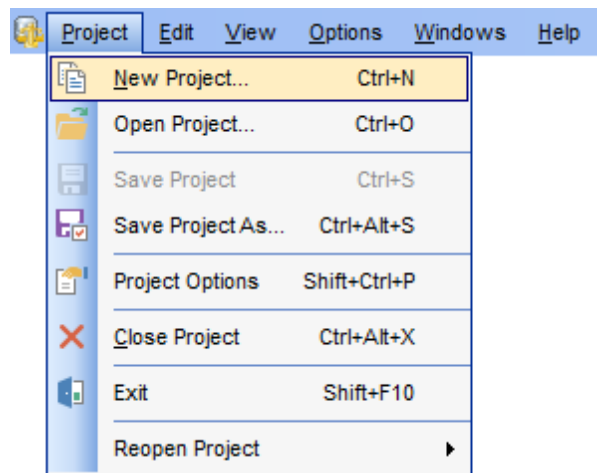 Project Edit View Options Windows Help
New Project... Ctrl+N
Open Project... Ctrl+O
Save Project Ctrl+S
Save Project As... Ctrl+Alt+S
Project Options Shift+Ctrl+P
Close Project Ctrl+Alt+X
Exit Shift+F10
Reopen Project